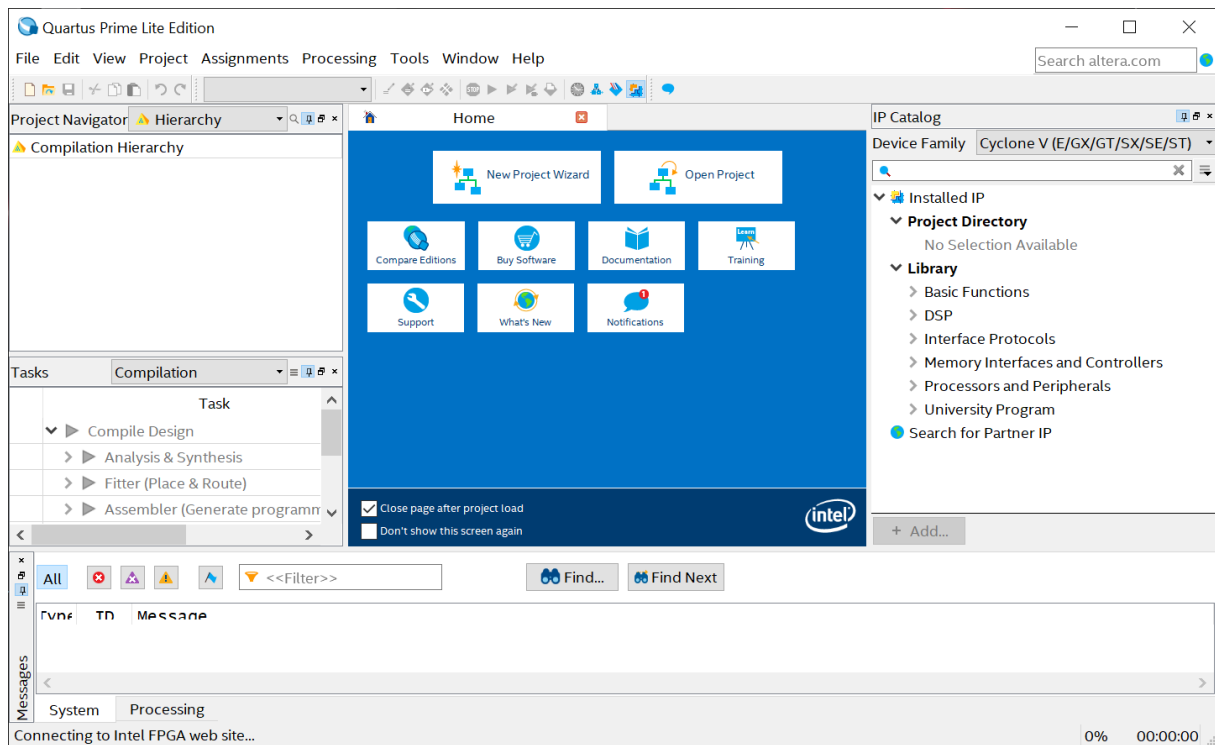 Quartus Prime Lite Edition
File Edit View Project Assignments Processing Tools Window Help
Search altera.com
Project Navigator Hierarchy
Compilation Hierarchy
Home
New Project Wizard
Open Project
Compare Editions
Buy Software
Documentation
Learn
Training
Support
What's New
1
Notifications
Close page after project load
Don't show this screen again
intel
IP Catalog
Device Family Cyclone V (E/GX/GT/SX/SE/ST)
Installed IP
Project Directory
No Selection Available
Library
Basic Functions
DSP
Interface Protocols
Memory Interfaces and Controllers
Processors and Peripherals
University Program
Search for Partner IP
+ Add...
Tasks Compilation
Task
Compile Design
Analysis & Synthesis
Fitter (Place & Route)
Assembler (Generate programm
All
<<Filter>>
Find...
Find Next
Type ID Message
Messages
System Processing
Connecting to Intel FPGA web site...
0% 00:00:00